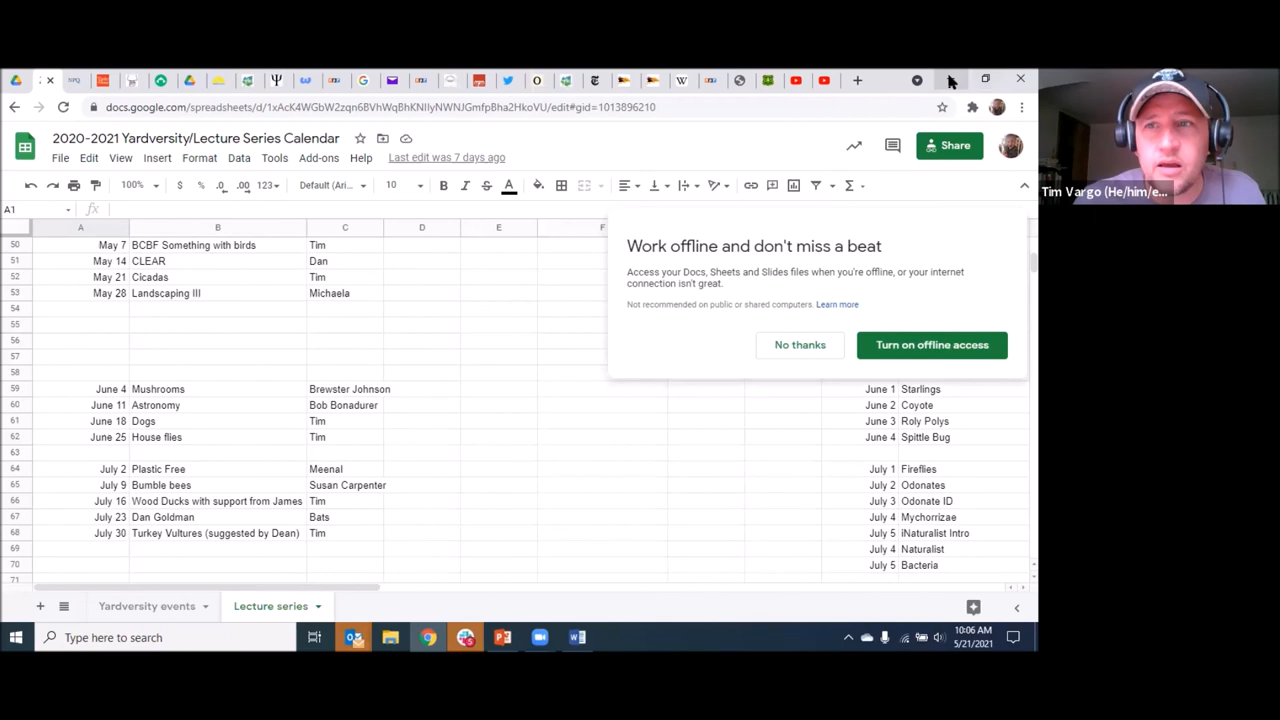 docs.google.com/spreadsheets/d/1xAcK4WGbW2zqn6BVhWqBhKNIIyNWNJGmfpBha2HkoVU/edit#gid=1013896210
2020-2021 Yardversity/Lecture Series Calendar
File Edit View Insert Format Data Tools Add-ons Help Last edit was 7 days ago
Share
Tim Vargo (He/him/e...
100% $ % .0 .00 123 Default (Ari... 10 B I S A
A1 fx
A B C D E F
50 May 7 BCBF Something with birds Tim
51 May 14 CLEAR Dan
52 May 21 Cicadas Tim
53 May 28 Landscaping III Michaela
54
55
56
57
58
Work offline and don't miss a beat
Access your Docs, Sheets and Slides files when you're offline, or your internet
connection isn't great.
Not recommended on public or shared computers. Learn more
No thanks Turn on offline access
59 June 4 Mushrooms Brewster Johnson June 1 Starlings
60 June 11 Astronomy Bob Bonadurer June 2 Coyote
61 June 18 Dogs Tim June 3 Roly Polys
62 June 25 House flies Tim June 4 Spittle Bug
63
64 July 2 Plastic Free Meenal July 1 Fireflies
65 July 9 Bumble bees Susan Carpenter July 2 Odonates
66 July 16 Wood Ducks with support from James Tim July 3 Odonate ID
67 July 23 Dan Goldman Bats July 4 Mychorrizae
68 July 30 Turkey Vultures (suggested by Dean) Tim July 5 iNaturalist Intro
69 July 4 Naturalist
70 July 5 Bacteria
71
Yardversity events Lecture series
Type here to search
10:06 AM
5/21/2021